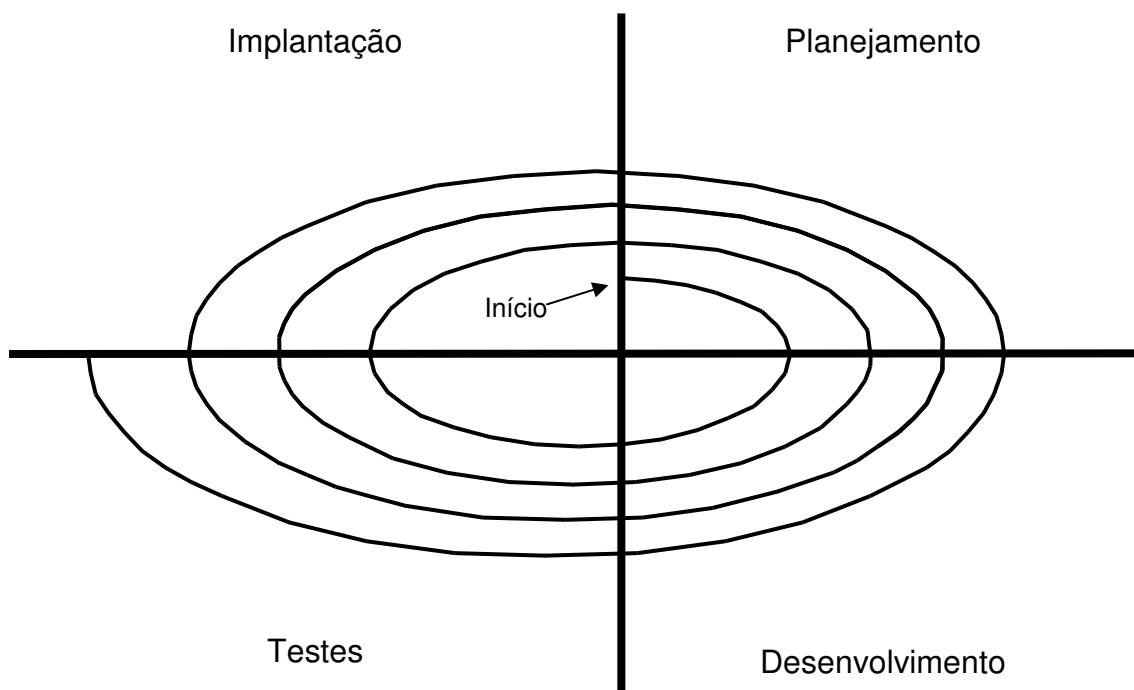 Implantação
Planejamento
Início
Testes
Desenvolvimento